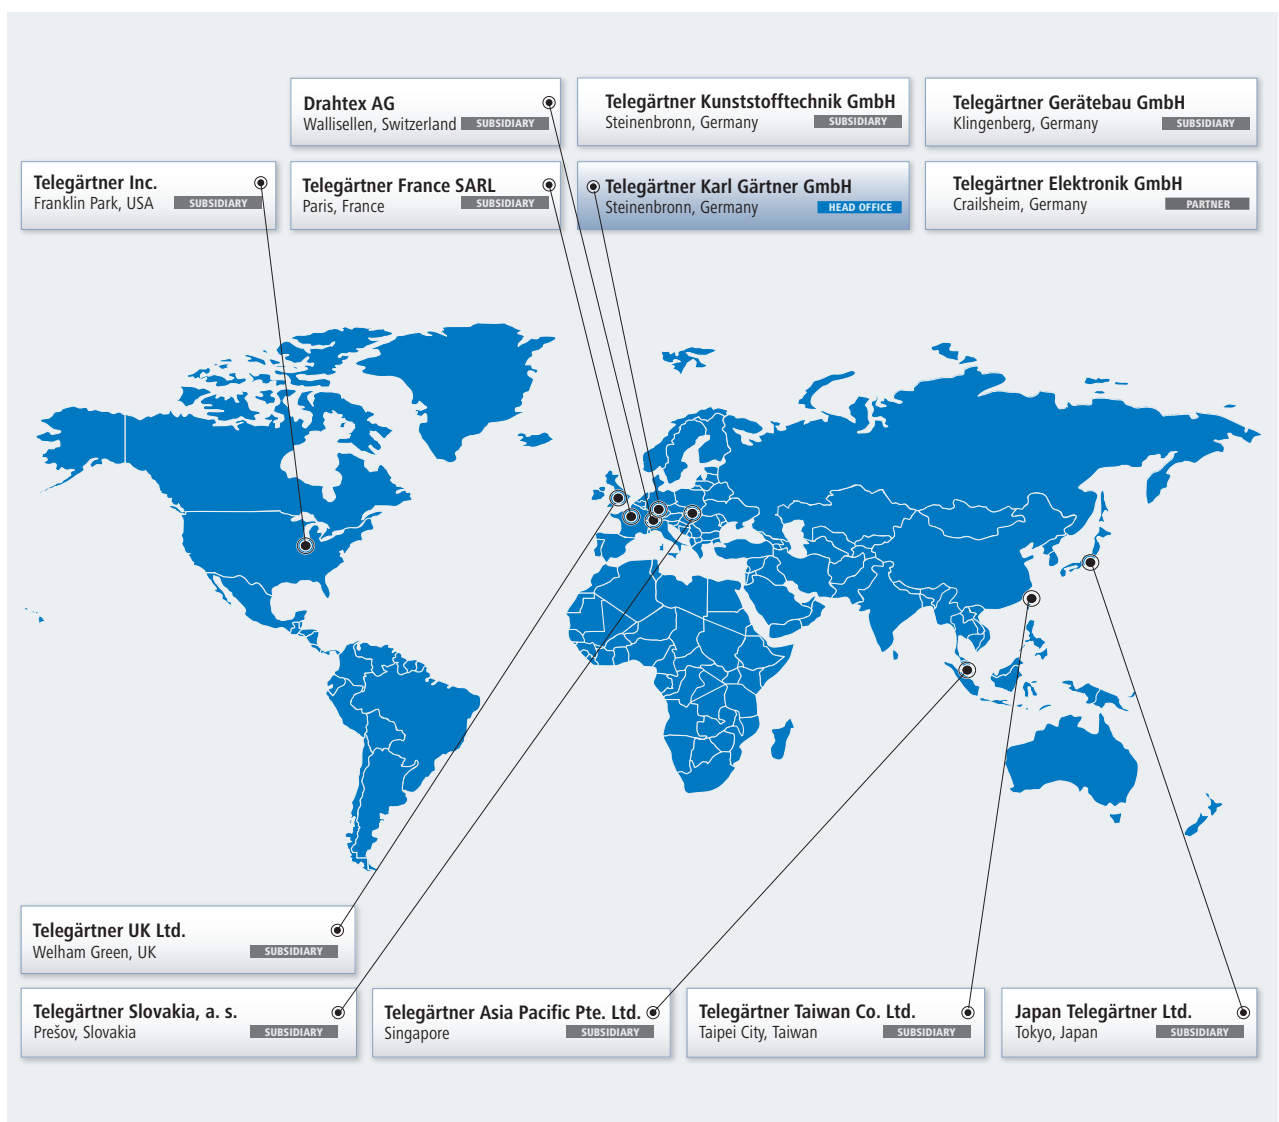 Drahtex AG
Wallisellen, Switzerland SUBSIDIARY
Telegärtner Kunststofftechnik GmbH
Steinenbronn, Germany SUBSIDIARY
Telegärtner Gerätebau GmbH
Klingenberg, Germany SUBSIDIARY
Telegärtner Inc.
Franklin Park, USA SUBSIDIARY
Telegärtner France SARL
Paris, France SUBSIDIARY
Telegärtner Karl Gärtner GmbH
Steinenbronn, Germany HEAD OFFICE
Telegärtner Elektronik GmbH
Crailsheim, Germany PARTNER
Telegärtner UK Ltd.
Welham Green, UK SUBSIDIARY
Telegärtner Slovakia, a. s.
Prešov, Slovakia SUBSIDIARY
Telegärtner Asia Pacific Pte. Ltd.
Singapore SUBSIDIARY
Telegärtner Taiwan Co. Ltd.
Taipei City, Taiwan SUBSIDIARY
Japan Telegärtner Ltd.
Tokyo, Japan SUBSIDIARY